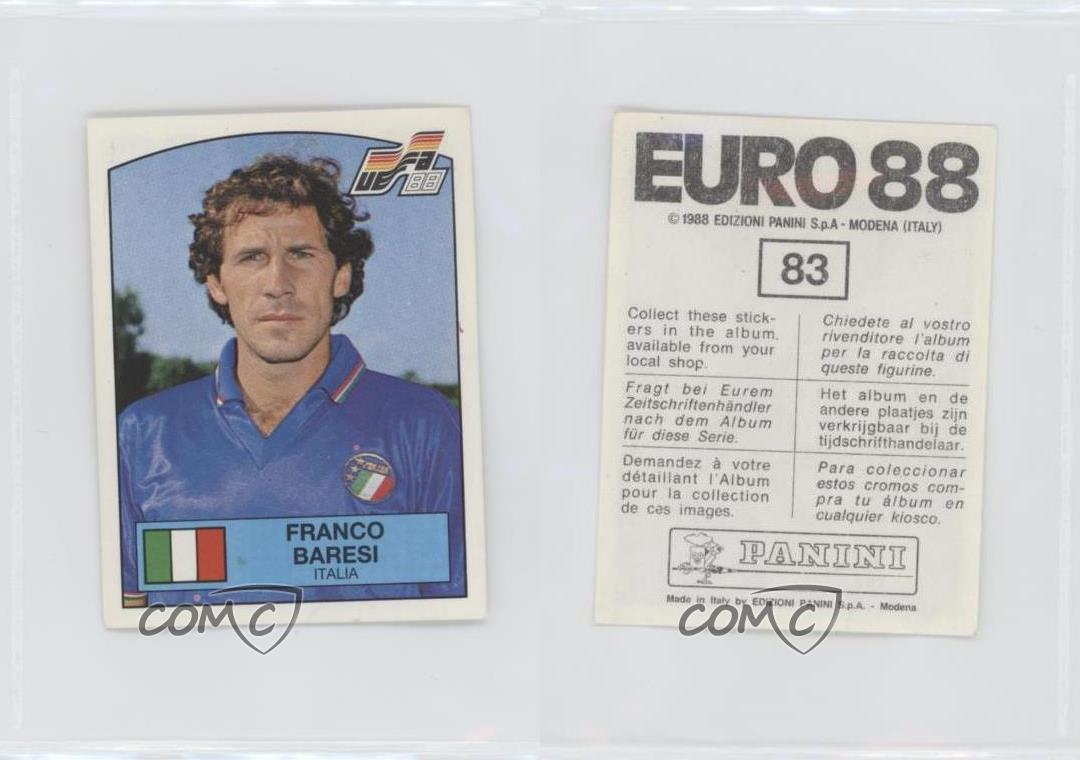 UEFA
88
ITALIA
FRANCO
BARESI
ITALIA
COMC
EURO 88
© 1988 EDIZIONI PANINI S.p.A - MODENA (ITALY)
83
Collect these stick-
ers in the album.
available from your
local shop.
Chiedete al vostro
rivenditore l'album
per la raccolta di
queste figurine.
Fragt bei Eurem
Zeitschriftenhändler
nach dem Album
für diese Serie.
Het album en de
andere plaatjes zijn
verkrijgbaar bij de
tijdschrifthandelaar.
Demandez à votre
détaillant l'Album
pour la collection
de ces images.
Para coleccionar
estos cromos com-
pra tu álbum en
cualquier kiosco.
PANINI
Made in Italy by EDIZIONI PANINI S.p.A. - Modena
COMC